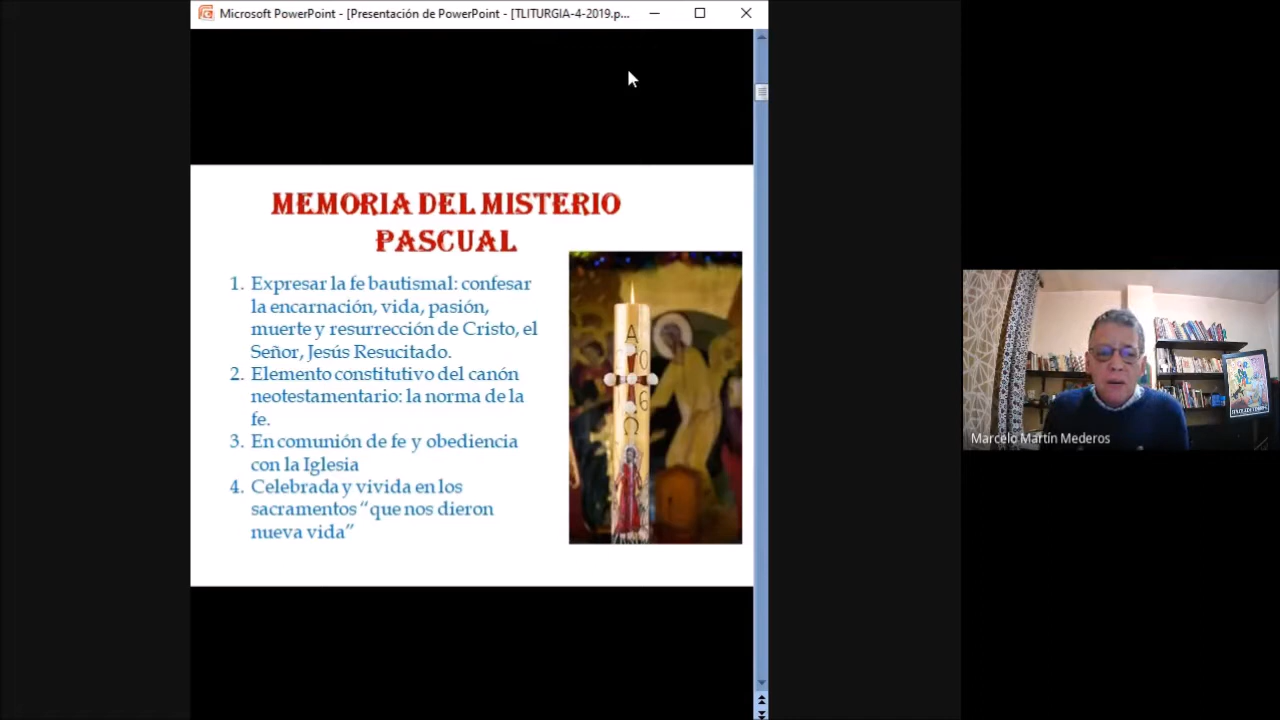 Microsoft PowerPoint - [Presentación de PowerPoint - [TLITURGIA-4-2019.p...
MEMORIA DEL MISTERIO
PASCUAL
1. Expresar la fe bautismal: confesar
la encarnación, vida, pasión,
muerte y resurrección de Cristo, el
Señor, Jesús Resucitado.
2. Elemento constitutivo del canón
neotestamentario: la norma de la
fe.
3. En comunión de fe y obediencia
con la Iglesia
4. Celebrada y vivida en los
sacramentos “que nos dieron
nueva vida”
A
0
6
Ω
Marcelo Martín Mederos